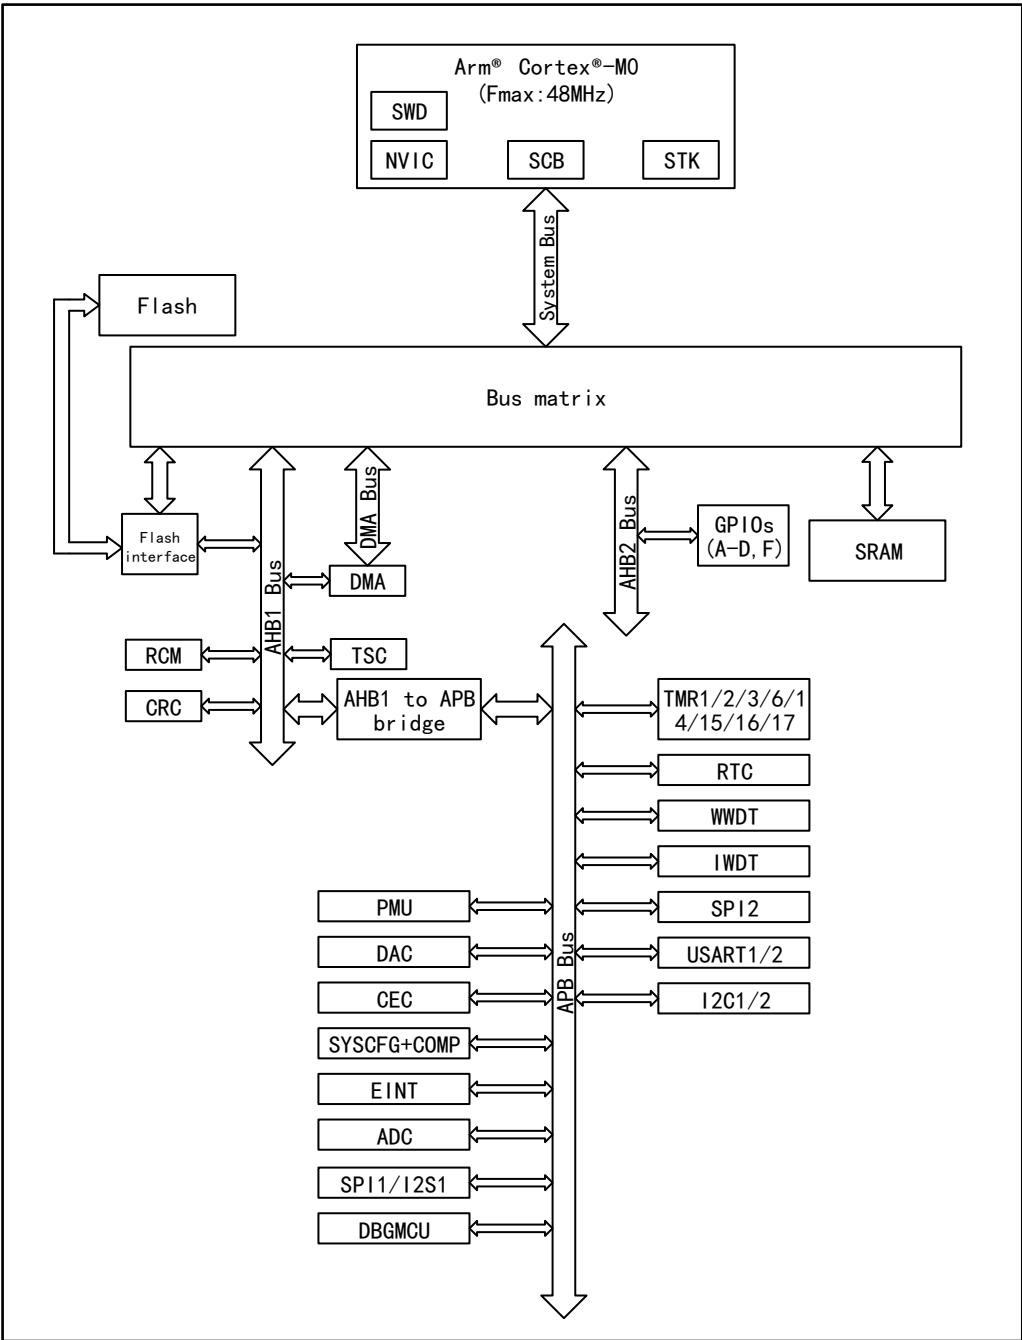 Arm® Cortex®-M0
(Fmax:48MHz)
SWD
NVIC
SCB
STK
System Bus
Flash
Bus matrix
DMA Bus
AHB2 Bus
GPIOs
(A-D,F)
Flash
interface
SRAM
AHB1 Bus
DMA
RCM
TSC
CRC
AHB1 to APB
bridge
TMR1/2/3/6/1
4/15/16/17
RTC
WWDT
IWDT
PMU
SPI2
DAC
APB Bus
USART1/2
CEC
I2C1/2
SYSCFG+COMP
EINT
ADC
SPI1/I2S1
DBGMCU